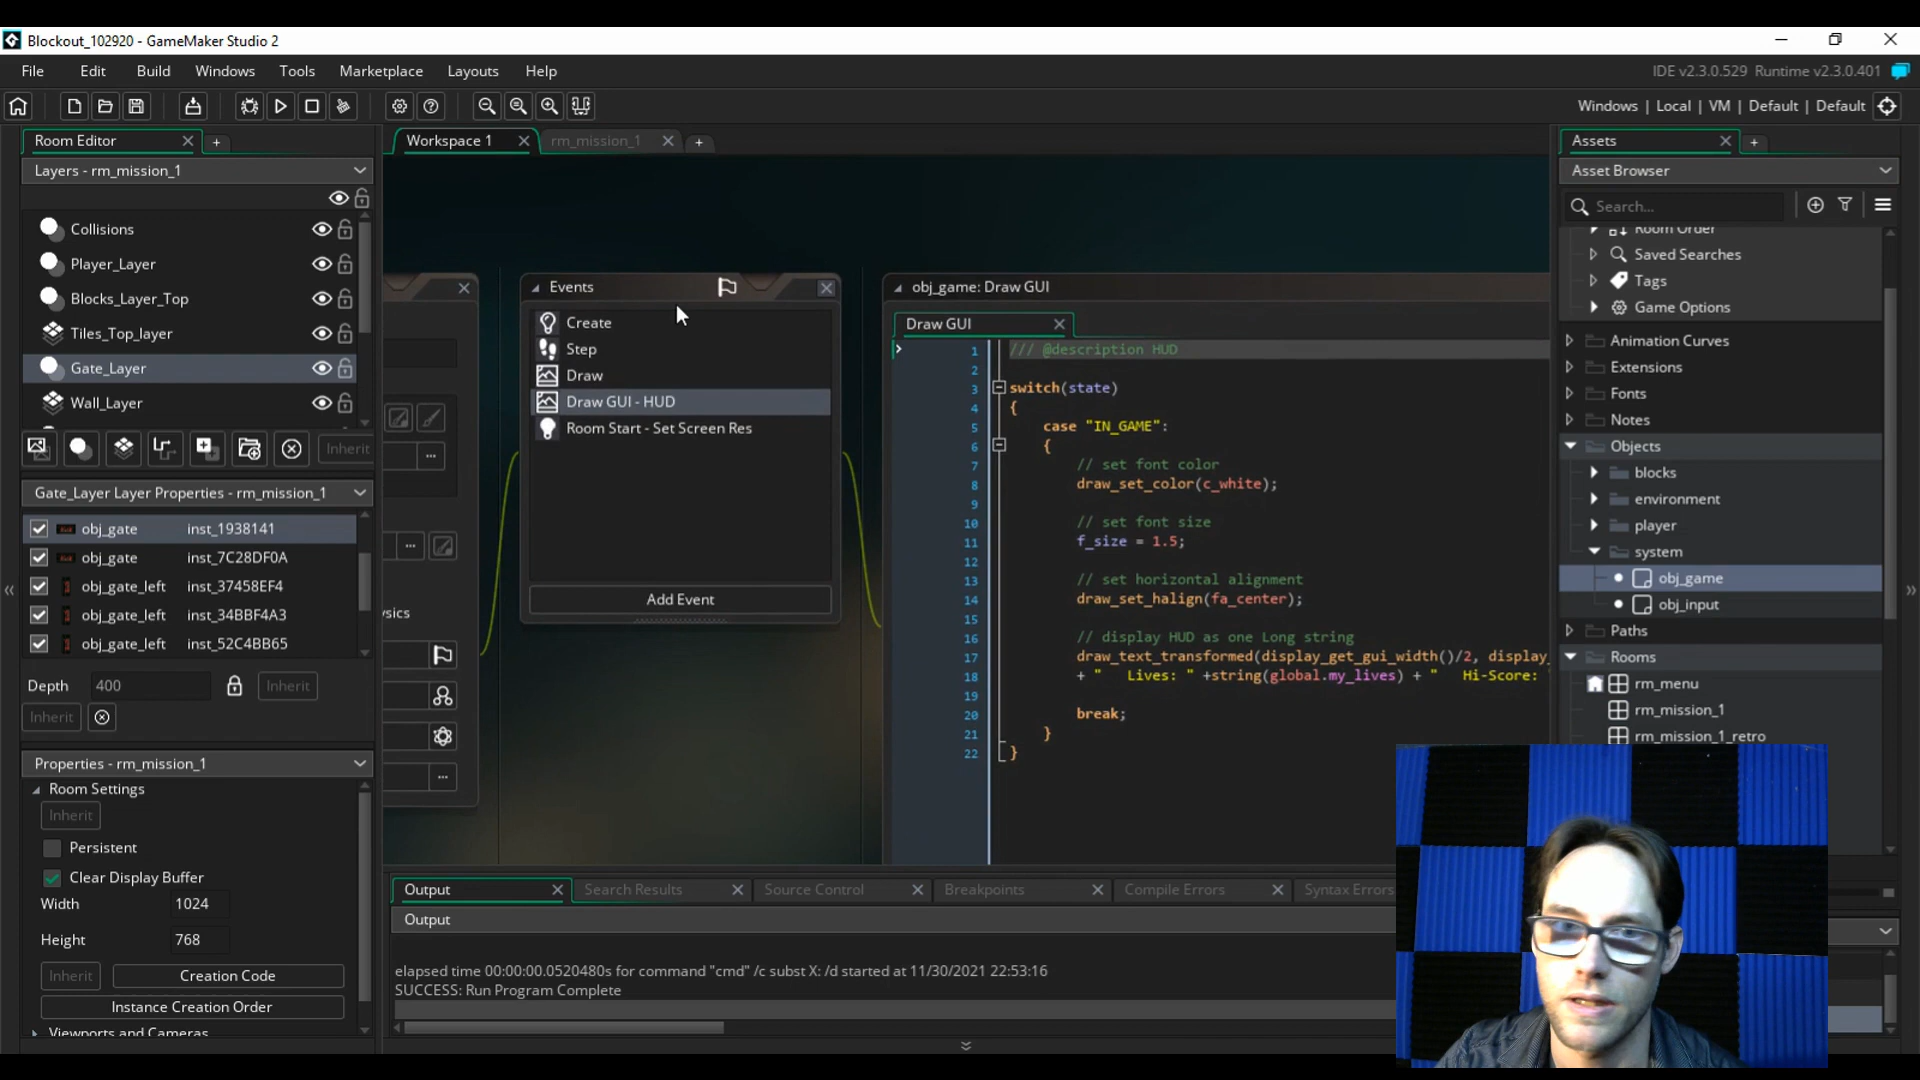 Blockout_102920 - GameMaker Studio 2
File Edit Build Windows Tools Marketplace Layouts Help
IDE v2.3.0.529 Runtime v2.3.0.401
Windows | Local | VM | Default | Default
Room Editor
Layers - rm_mission_1
Collisions
Player_Layer
Blocks_Layer_Top
Tiles_Top_layer
Gate_Layer
Wall_Layer
Inherit
Gate_Layer Layer Properties - rm_mission_1
obj_gate inst_1938141
obj_gate inst_7C28DF0A
obj_gate_left inst_37458EF4
obj_gate_left inst_34BBF4A3
obj_gate_left inst_52C4BB65
Depth 400 Inherit
Inherit
Properties - rm_mission_1
Room Settings
Inherit
Persistent
Clear Display Buffer
Width 1024
Height 768
Inherit Creation Code
Instance Creation Order
Viewports and Cameras
Workspace 1 rm_mission_1
ysics
Events
Create
Step
Draw
Draw GUI - HUD
Room Start - Set Screen Res
Add Event
obj_game: Draw GUI
Draw GUI
1 /// @description HUD
2
3 switch(state)
4 {
5 case "IN_GAME":
6 {
7 // set font color
8 draw_set_color(c_white);
9
10 // set font size
11 f_size = 1.5;
12
13 // set horizontal alignment
14 draw_set_halign(fa_center);
15
16 // display HUD as one Long string
17 draw_text_transformed(display_get_gui_width()/2, display_
18 + " Lives: " +string(global.my_lives) + " Hi-Score: "
19
20 break;
21 }
22 }
Output Search Results Source Control Breakpoints Compile Errors Syntax Errors
Output
elapsed time 00:00:00.0520480s for command "cmd" /c subst X: /d started at 11/30/2021 22:53:16
SUCCESS: Run Program Complete
Assets
Asset Browser
Search...
Room Order
Saved Searches
Tags
Game Options
Animation Curves
Extensions
Fonts
Notes
Objects
blocks
environment
player
system
obj_game
obj_input
Paths
Rooms
rm_menu
rm_mission_1
rm_mission_1_retro